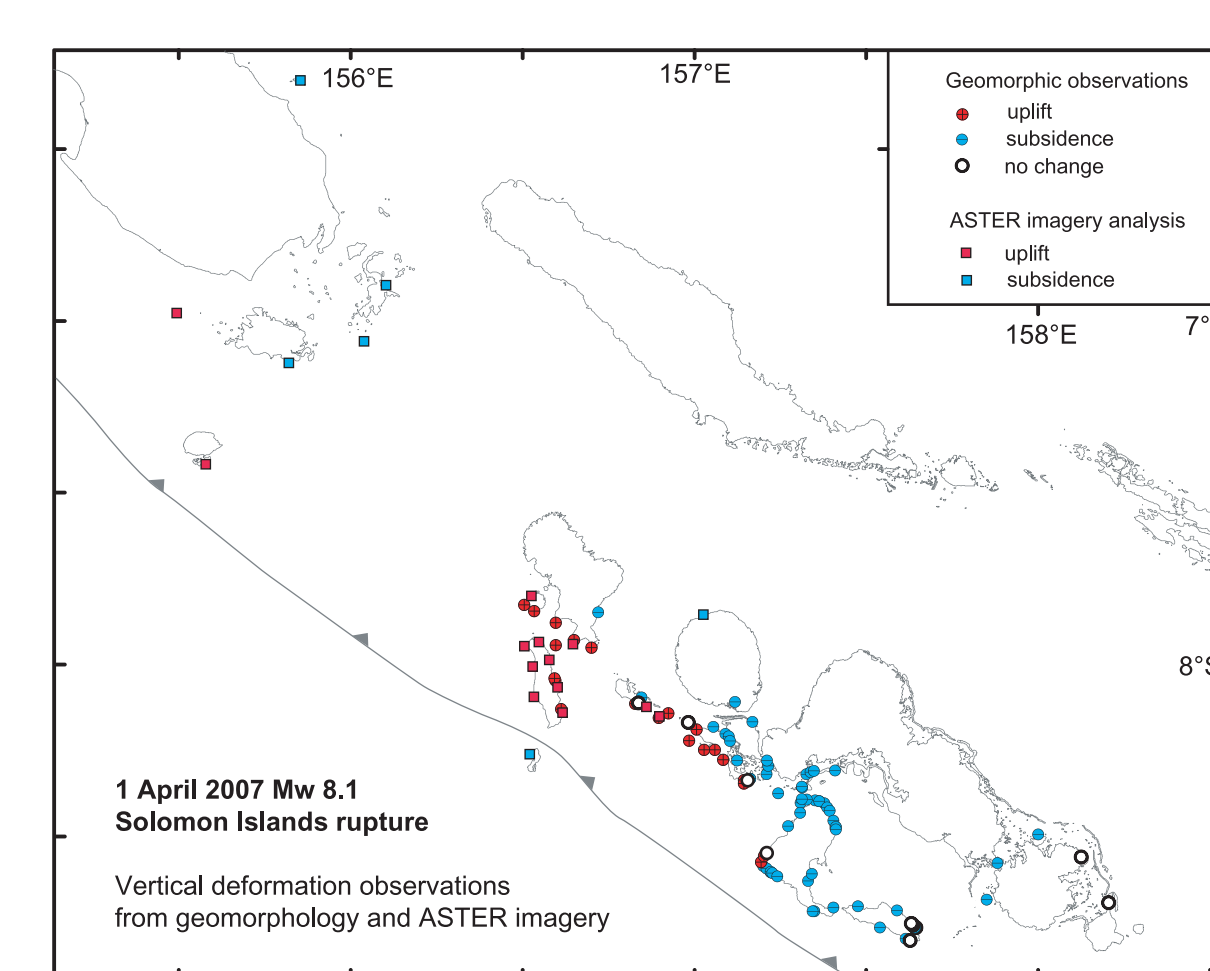 156°E
157°E
Geomorphic observations
uplift
subsidence
no change
ASTER imagery analysis
uplift
subsidence
158°E
7°
8°S
1 April 2007 Mw 8.1
Solomon Islands rupture
Vertical deformation observations
from geomorphology and ASTER imagery